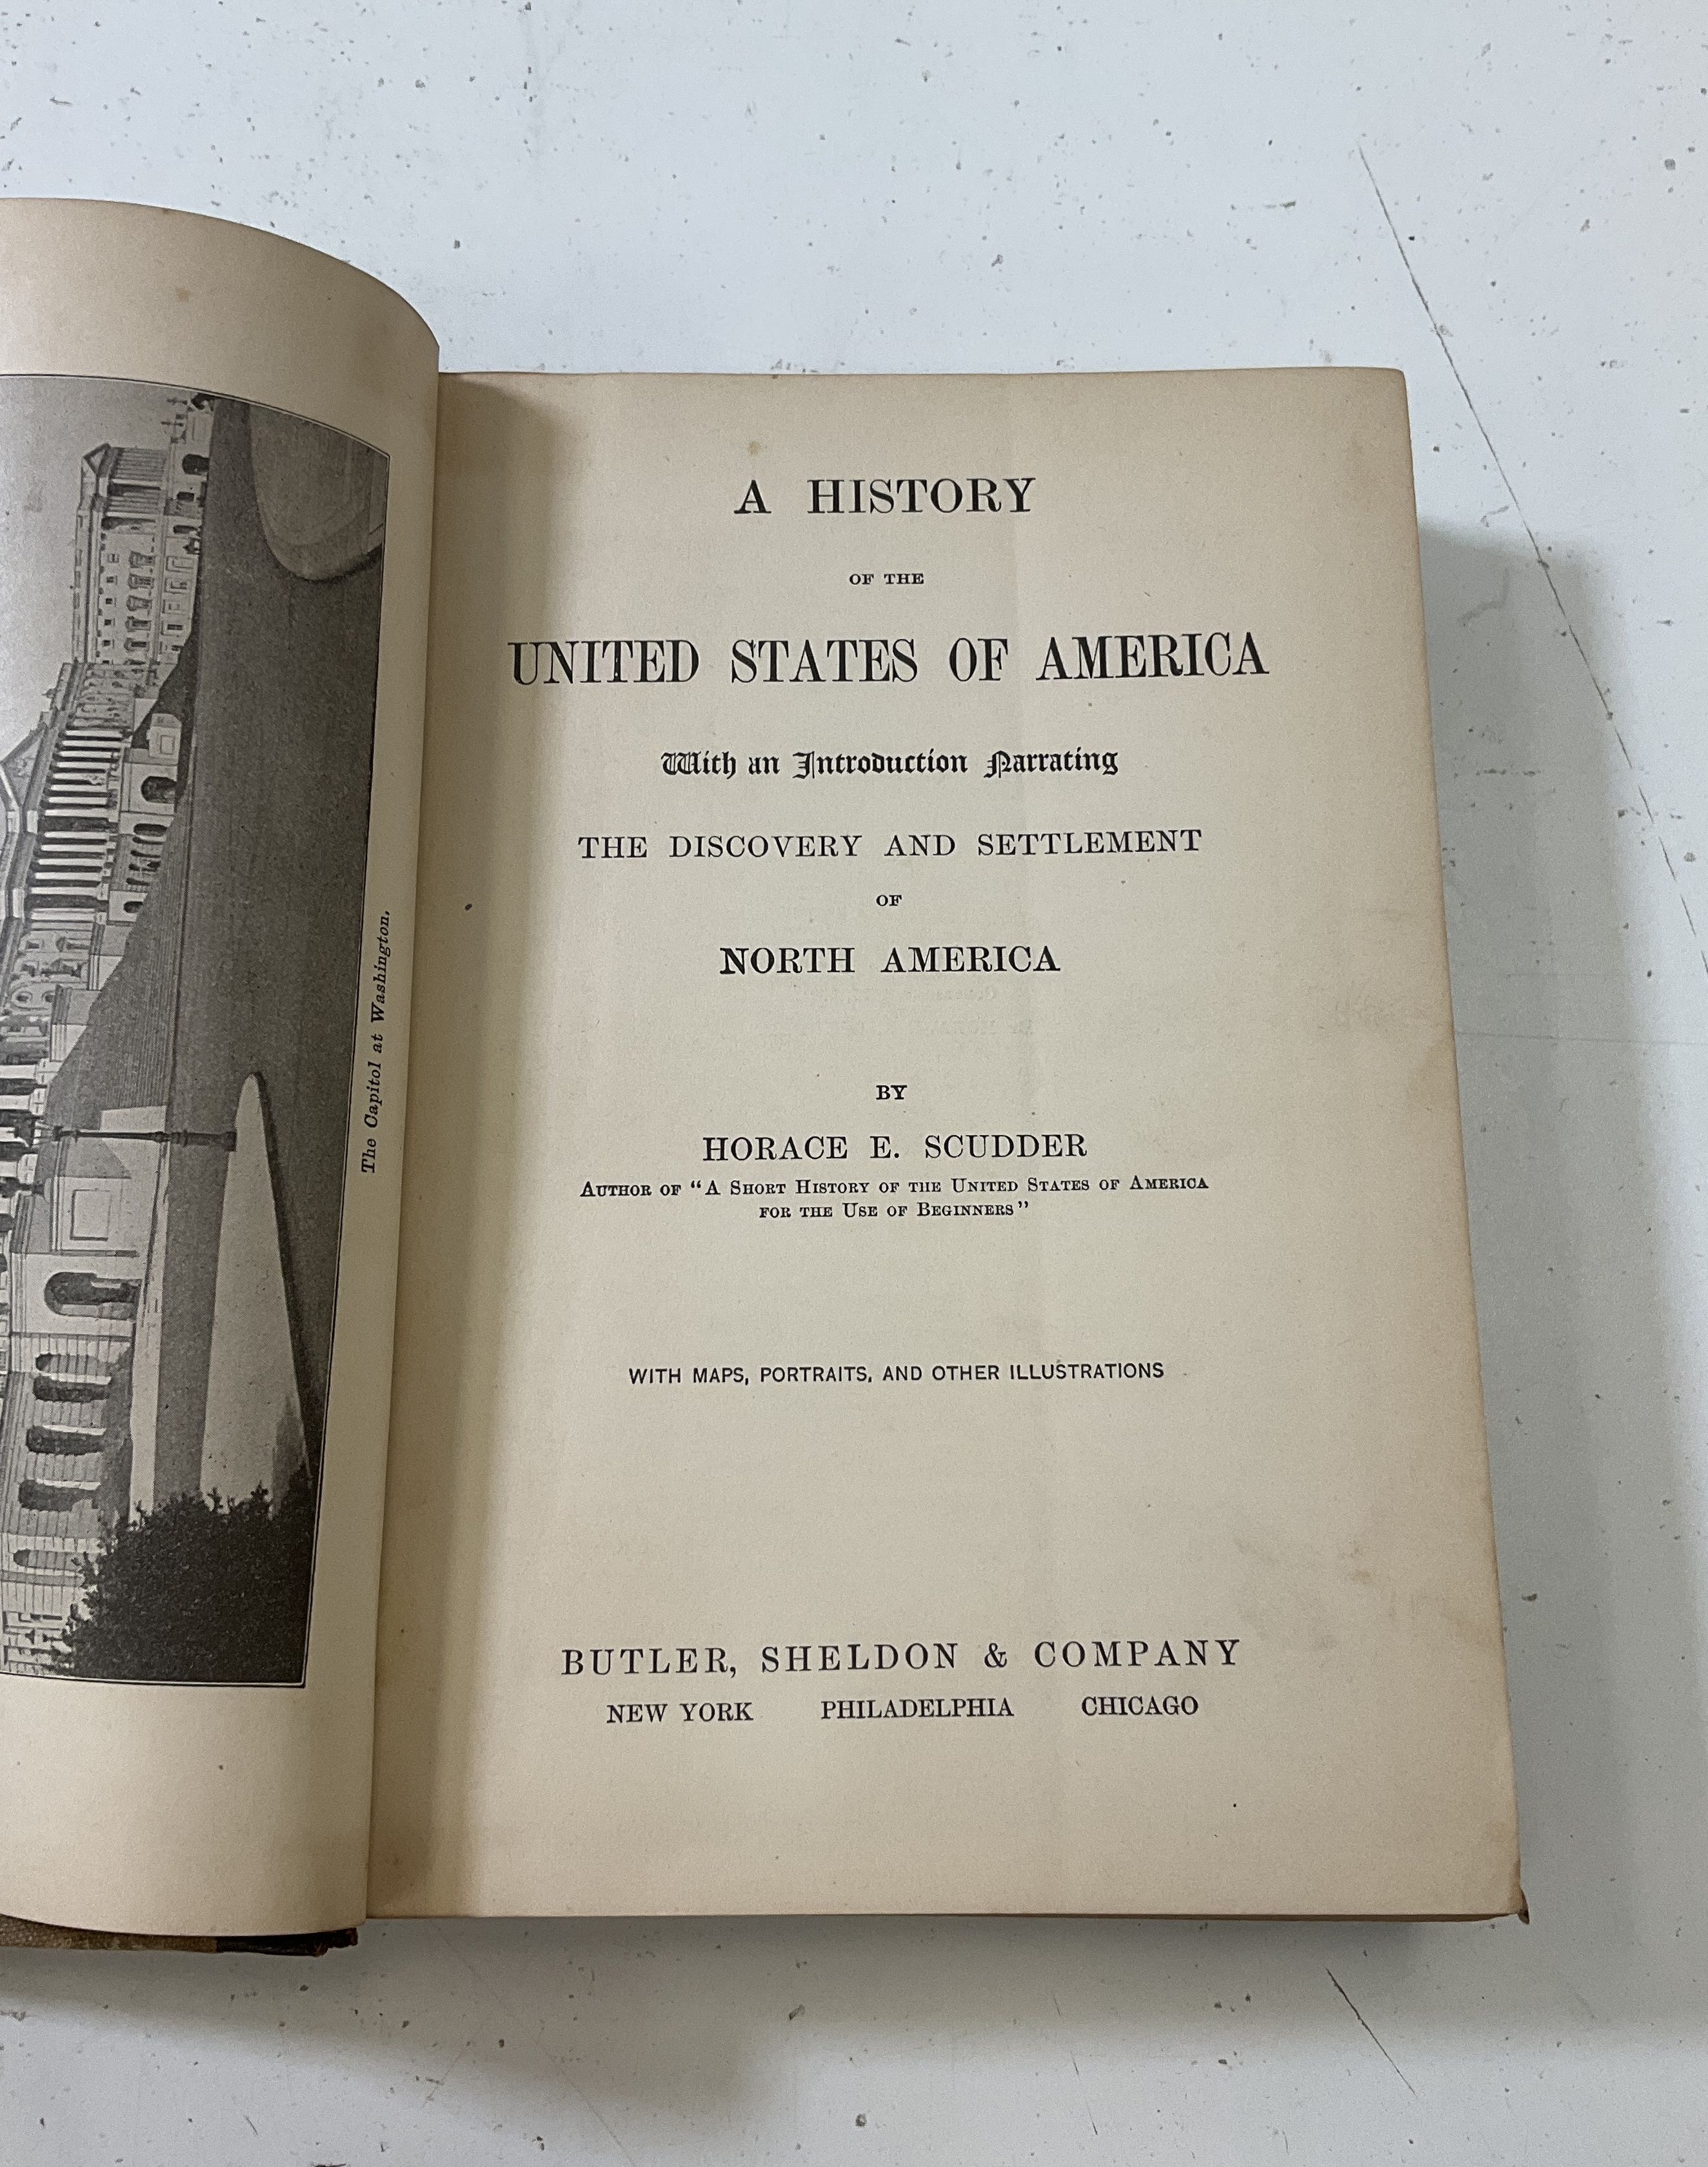 The Capitol at Washington.
A HISTORY
OF THE
UNITED STATES OF AMERICA
With an Introduction Narrating
THE DISCOVERY AND SETTLEMENT
OF
NORTH AMERICA
BY
HORACE E. SCUDDER
AUTHOR OF "A SHORT HISTORY OF THE UNITED STATES OF AMERICA
FOR THE USE OF BEGINNERS"
WITH MAPS, PORTRAITS, AND OTHER ILLUSTRATIONS
BUTLER, SHELDON & COMPANY
NEW YORK PHILADELPHIA CHICAGO